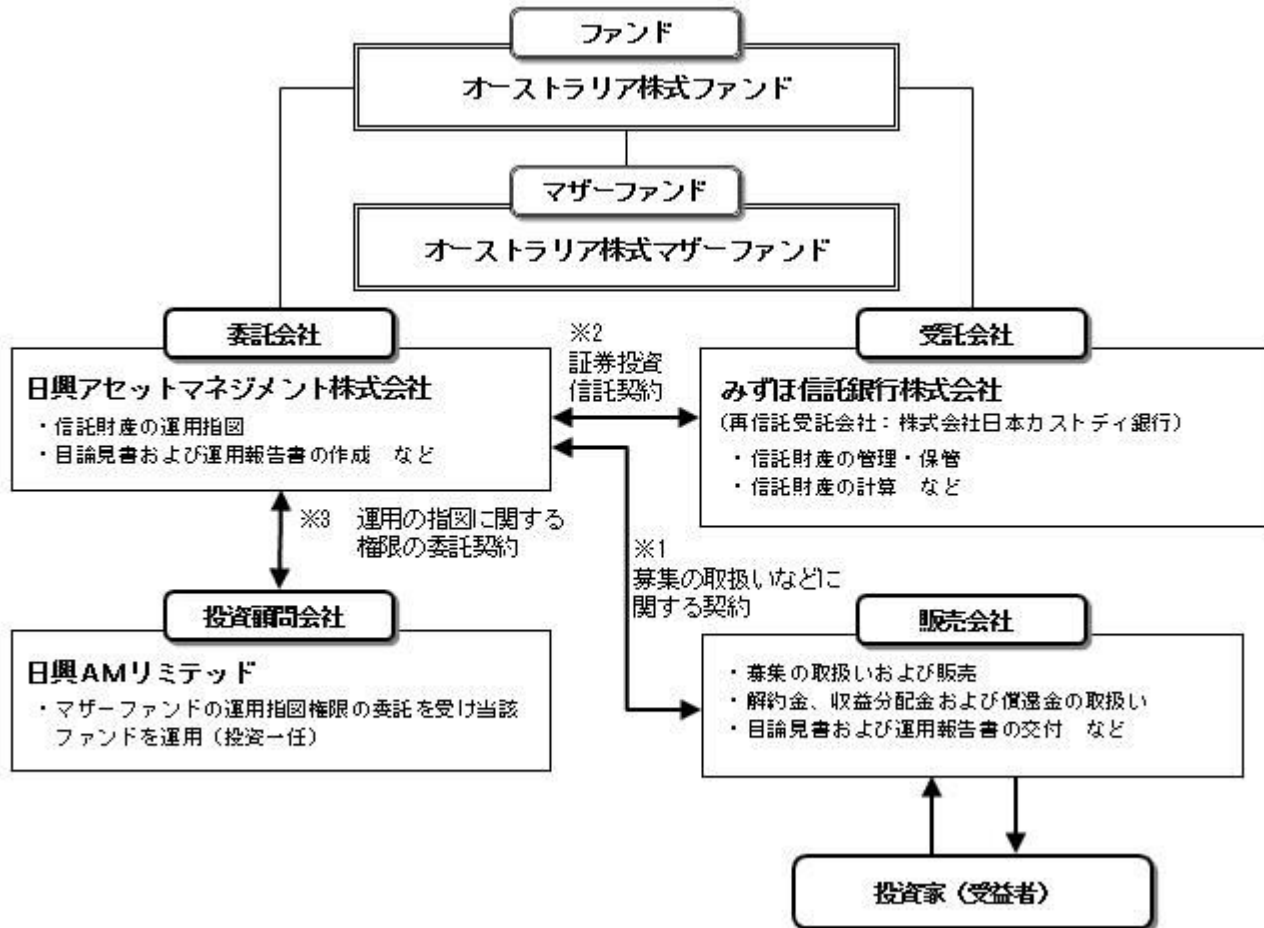 ファンド
オーストラリア株式ファンド
マザーファンド
オーストラリア株式マザーファンド
委託会社
日興アセットマネジメント株式会社
・信託財産の運用指図
・目論見書および運用報告書の作成　など
※2
証券投資
信託契約
受託会社
みずほ信託銀行株式会社
(再信託受託会社：株式会社日本カストディ銀行)
・信託財産の管理・保管
・信託財産の計算　など
※3　運用の指図に関する
権限の委託契約
※1
募集の取扱いなどに
関する契約
投資顧問会社
日興AMリミテッド
・マザーファンドの運用指図権限の委託を受け当該
ファンドを運用（投資一任）
販売会社
・募集の取扱いおよび販売
・解約金、収益分配金および償還金の取扱い
・目論見書および運用報告書の交付　など
投資家（受益者）